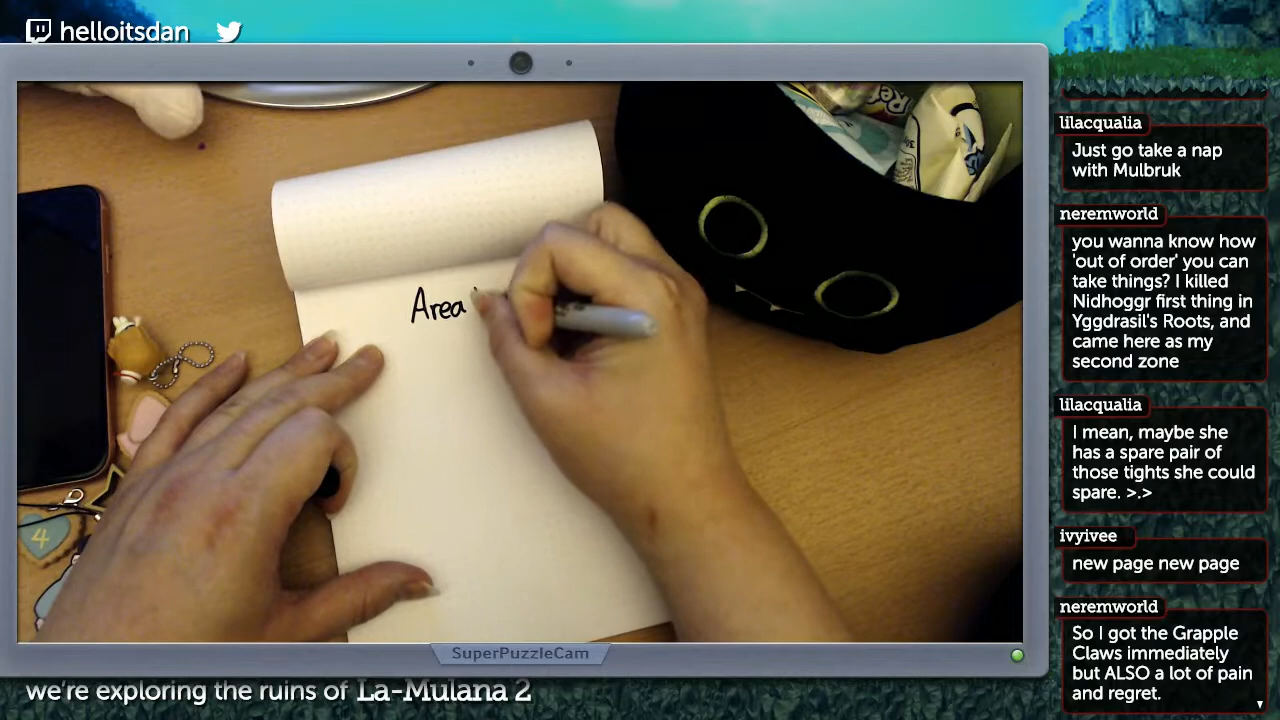 helloitsdan
Area
4
SuperPuzzleCam
we're exploring the ruins of La-Mulana 2
lilacqualia
Just go take a nap
with Mulbruk
neremworld
you wanna know how
'out of order' you can
take things? I killed
Nidhoggr first thing in
Yggdrasil's Roots, and
came here as my
second zone
lilacqualia
I mean, maybe she
has a spare pair of
those tights she could
spare. >.>
ivyivee
new page new page
neremworld
So I got the Grapple
Claws immediately
but ALSO a lot of pain
and regret.